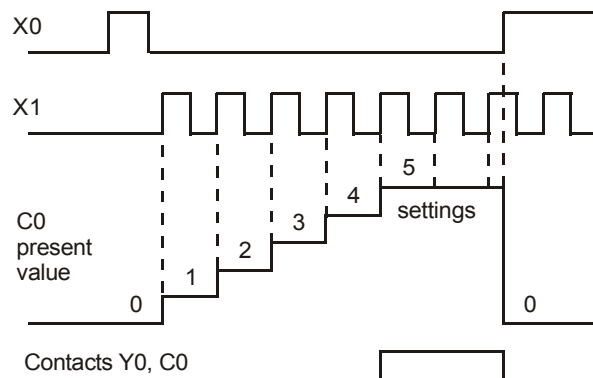 X0
X1
5
4
settings
3
C0
present
value
2
1
0
0
Contacts Y0, C0